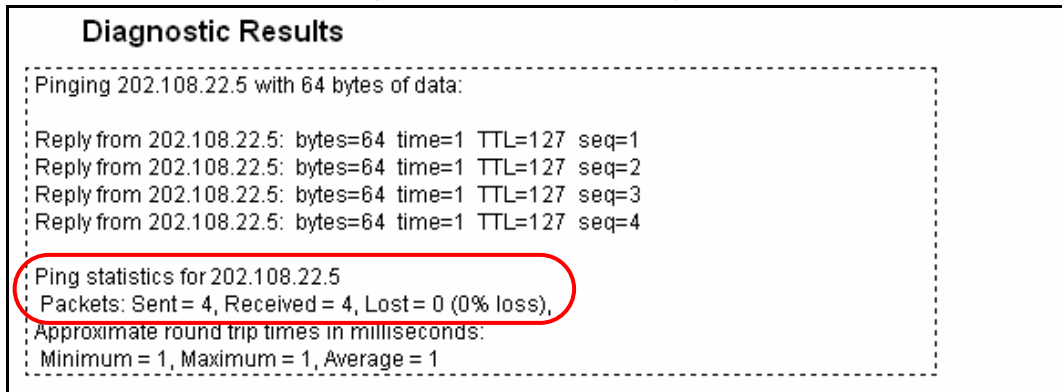 Diagnostic Results
Pinging 202.108.22.5 with 64 bytes of data:
Reply from 202.108.22.5: bytes=64 time=1 TTL=127 seq=1
Reply from 202.108.22.5: bytes=64 time=1 TTL=127 seq=2
Reply from 202.108.22.5: bytes=64 time=1 TTL=127 seq=3
Reply from 202.108.22.5: bytes=64 time=1 TTL=127 seq=4
Ping statistics for 202.108.22.5
Packets: Sent = 4, Received = 4, Lost = 0 (0% loss),
Approximate round trip times in milliseconds:
Minimum = 1, Maximum = 1, Average = 1